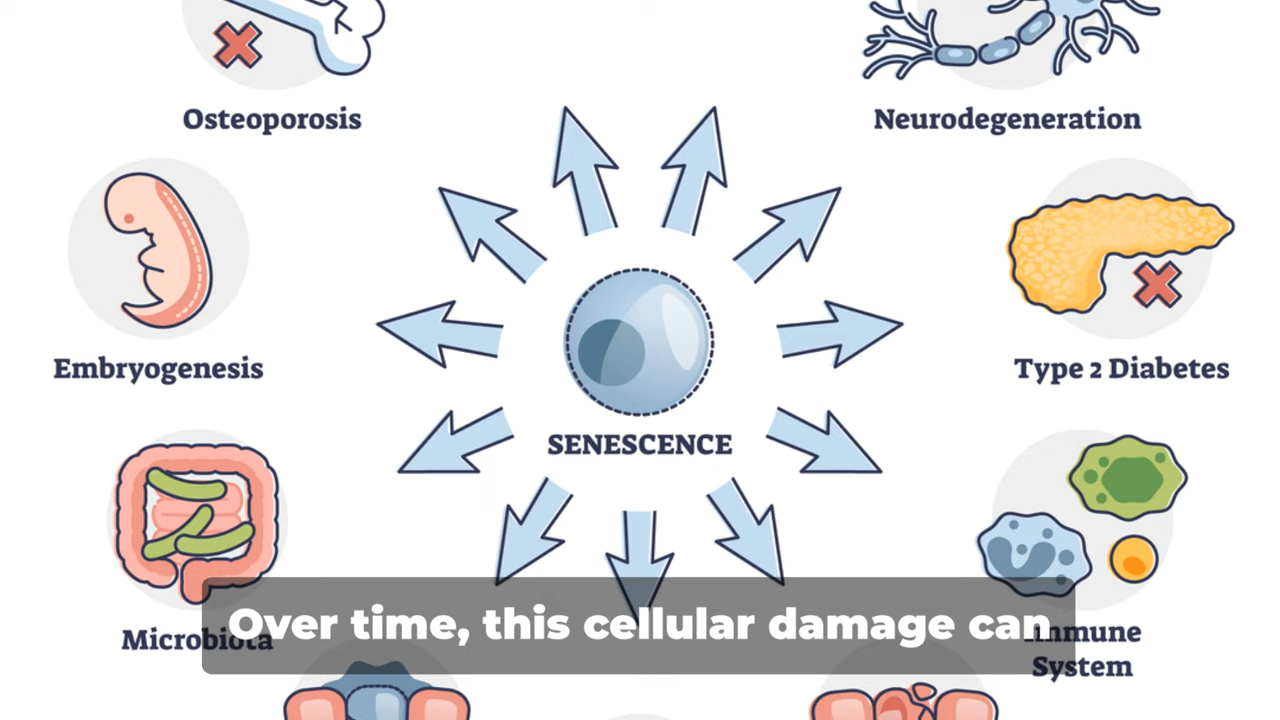 Osteoporosis
Neurodegeneration
Embryogenesis
Type 2 Diabetes
SENESCENCE
Microbiota
Immune
System
Over time, this cellular damage can